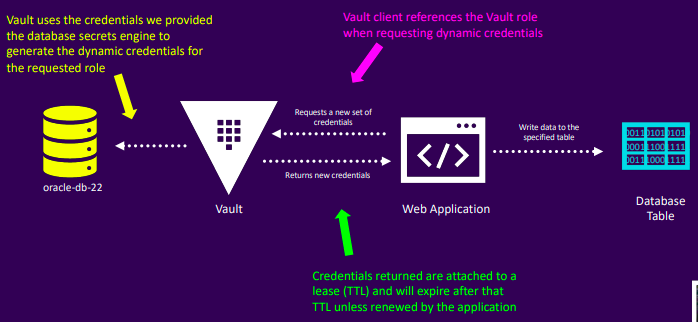 Vault uses the credentials we provided
the database secrets engine to
generate the dynamic credentials for
the requested role
Vault client references the Vault role
when requesting dynamic credentials
Requests a new set of
credentials
Returns new credentials
Write data to the
specified table
oracle-db-22
Vault
</>
Web Application
0011 0101 0101
0001 1100 1111
0011 1000 1111
Database
Table
Credentials returned are attached to a
lease (TTL) and will expire after that
TTL unless renewed by the application